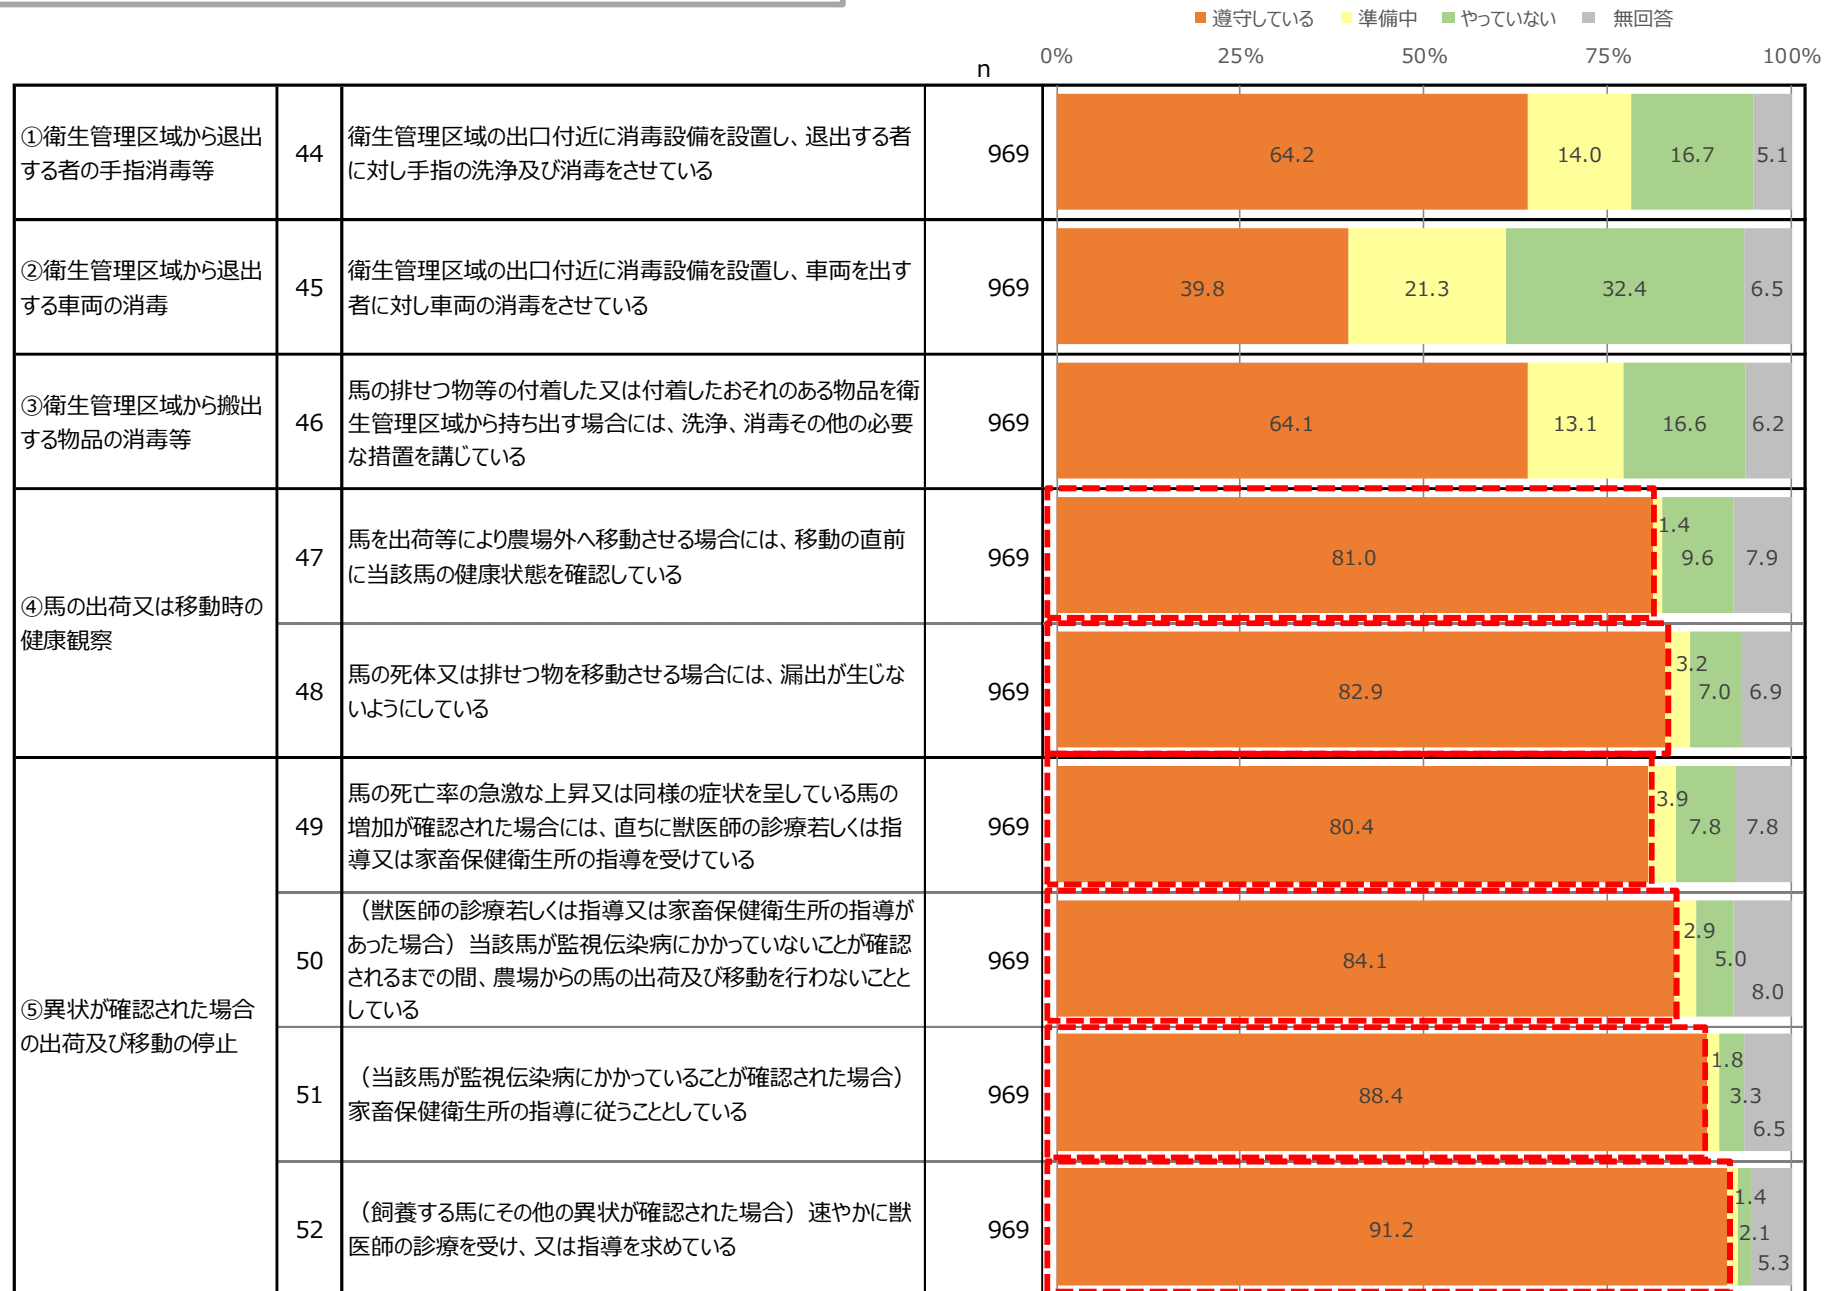 遵守している 準備中 やっていない 無回答
n 0% 25% 50% 75% 100%
①衛生管理区域から退出
する者の手指消毒等
44
衛生管理区域の出口付近に消毒設備を設置し、退出する者
に対し手指の洗浄及び消毒をさせている
969
64.2 14.0 16.7 5.1
②衛生管理区域から退出
する車両の消毒
45
衛生管理区域の出口付近に消毒設備を設置し、車両を出す
者に対し車両の消毒をさせている
969
39.8 21.3 32.4 6.5
③衛生管理区域から搬出
する物品の消毒等
46
馬の排せつ物等の付着した又は付着したおそれのある物品を衛
生管理区域から持ち出す場合には、洗浄、消毒その他の必要
な措置を講じている
969
64.1 13.1 16.6 6.2
④馬の出荷又は移動時の
健康観察
47
馬を出荷等により農場外へ移動させる場合には、移動の直前
に当該馬の健康状態を確認している
969
81.0 1.4 9.6 7.9
48
馬の死体又は排せつ物を移動させる場合には、漏出が生じな
いようにしている
969
82.9 3.2 7.0 6.9
⑤異状が確認された場合
の出荷及び移動の停止
49
馬の死亡率の急激な上昇又は同様の症状を呈している馬の
増加が確認された場合には、直ちに獣医師の診療若しくは指
導又は家畜保健衛生所の指導を受けている
969
80.4 3.9 7.8 7.8
50
（獣医師の診療若しくは指導又は家畜保健衛生所の指導が
あった場合）当該馬が監視伝染病にかかっていないことが確認
されるまでの間、農場からの馬の出荷及び移動を行わないことと
している
969
84.1 2.9 5.0 8.0
51
（当該馬が監視伝染病にかかっていることが確認された場合）
家畜保健衛生所の指導に従うこととしている
969
88.4 1.8 3.3 6.5
52
（飼養する馬にその他の異状が確認された場合）速やかに獣
医師の診療を受け、又は指導を求めている
969
91.2 1.4 2.1 5.3